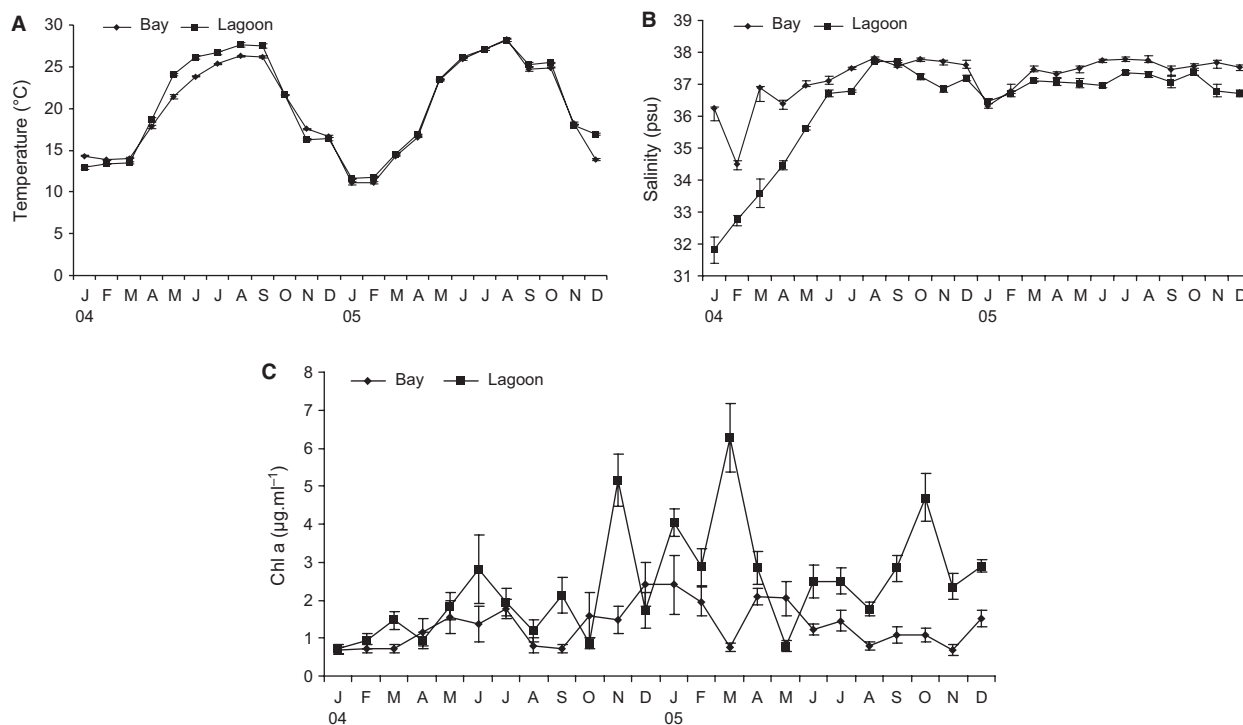 A
Bay Lagoon
Temperature (°C)
30
25
20
15
10
5
0
J F M A M J J A S O N D J F M A M J J A S O N D
04 05
B
Bay Lagoon
Salinity (psu)
39
38
37
36
35
34
33
32
31
J F M A M J J A S O N D J F M A M J J A S O N D
04 05
C
Bay Lagoon
Chl a (µg.ml⁻¹)
8
7
6
5
4
3
2
1
0
J F M A M J J A S O N D J F M A M J J A S O N D
04 05